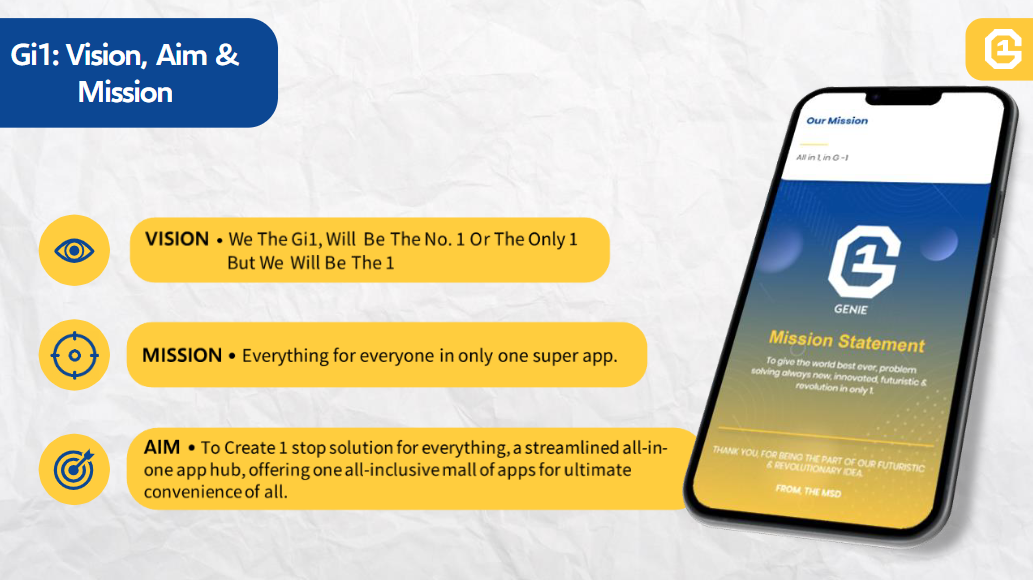 Gi1: Vision, Aim &
Mission
VISION • We The Gi1, Will Be The No. 1 Or The Only 1
But We Will Be The 1
MISSION • Everything for everyone in only one super app.
AIM • To Create 1 stop solution for everything, a streamlined all-in-
one app hub, offering one all-inclusive mall of apps for ultimate
convenience of all.
Our Mission
All in 1, in G -1
G1
GENIE
Mission Statement
To give the world best ever, problem
solving always new, innovated, futuristic &
revolution in only 1.
THANK YOU, FOR BEING THE PART OF OUR FUTURISTIC
& REVOLUTIONARY IDEA.
FROM, THE MSD
G1